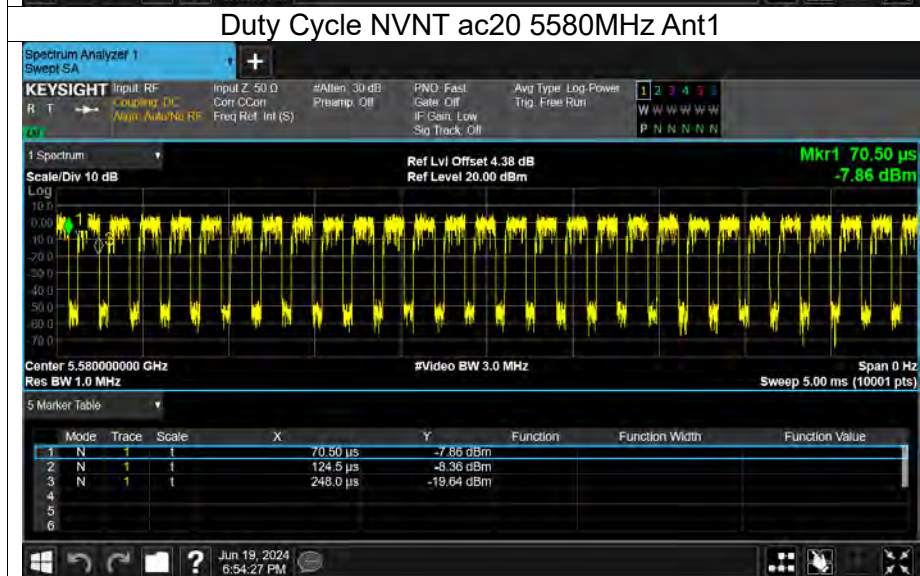 Duty Cycle NVNT ac20 5580MHz Ant1
Spectrum Analyzer 1
Swept SA
+
KEYSIGHT Input: RF Input Z: 50 Ω #Atten: 30 dB PNO: Fast Avg Type: Log-Power 1 2 3 4 5 6
R T Coupling: DC Corr CCorr Preamp: Off Gate: Off Trig: Free Run W W W W W W
Align: Auto/No RF Freq Ref: Int (S) IF Gain: Low P N N N N N
LXI Sig Track: Off
1 Spectrum Ref Lvl Offset 4.38 dB Mkr1 70.50 µs
Scale/Div 10 dB Ref Level 20.00 dBm -7.86 dBm
Log
10.0
0.00 1
-10.0 3
-20.0
-30.0
-40.0
-50.0
-60.0
-70.0
Center 5.580000000 GHz #Video BW 3.0 MHz Span 0 Hz
Res BW 1.0 MHz Sweep 5.00 ms (10001 pts)
5 Marker Table
Mode Trace Scale X Y Function Function Width Function Value
1 N 1 t 70.50 µs -7.86 dBm
2 N 1 t 124.5 µs -8.36 dBm
3 N 1 t 248.0 µs -19.64 dBm
4
5
6
? Jun 19, 2024
6:54:27 PM